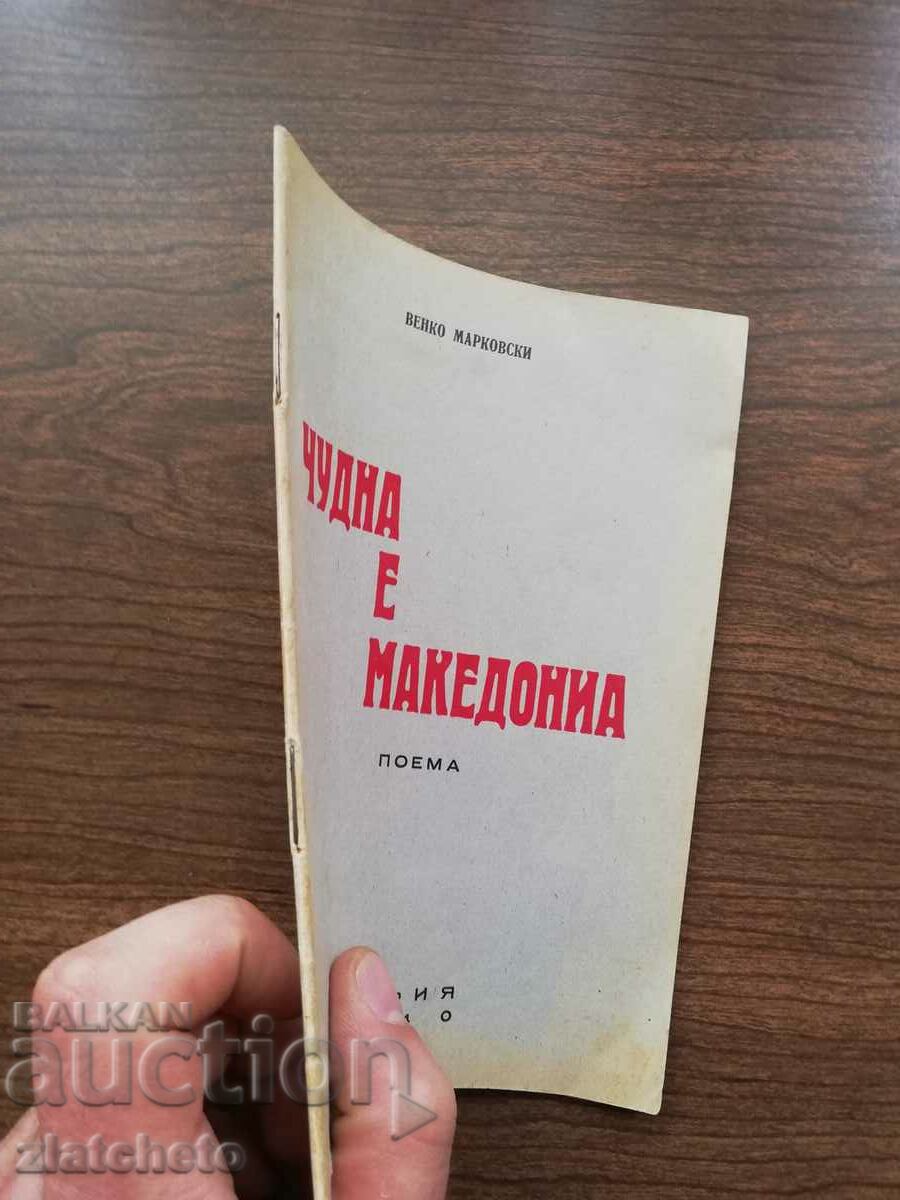 ВЕНКО МАРКОВСКИ
ЧУДНА
Е
МАКЕДОНИА
ПОЕМА
BALKAN
auction
zlatcheto